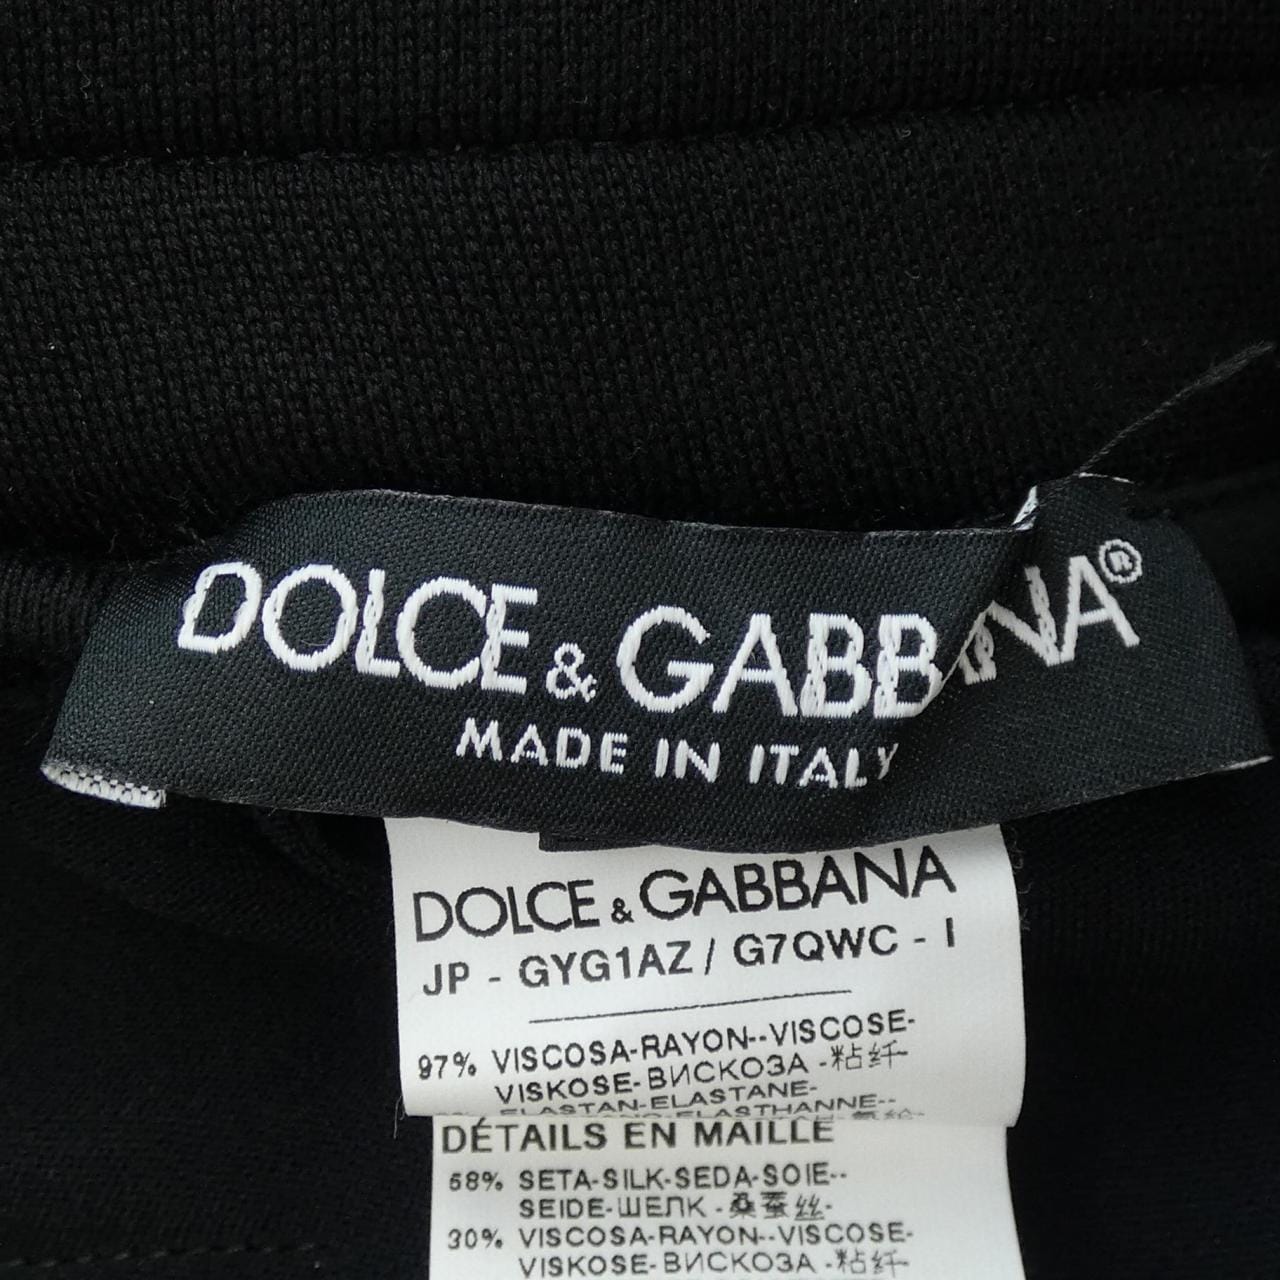 DOLCE & GABBANA®
MADE IN ITALY
DOLCE & GABBANA
JP - GYG1AZ / G7QWC - I
97% VISCOSA-RAYON--VISCOSE-
VISKOSE-ВИСКОЗА -粘纤-
ELASTAN-ELASTANE-
DÉTAILS EN MAILLE
68% SETA-SILK-SEDA-SOIE--
SEIDE-ШЕЛК -桑蚕丝-
30% VISCOSA-RAYON--VISCOSE-
VISKOSE-ВИСКОЗА -粘纤-